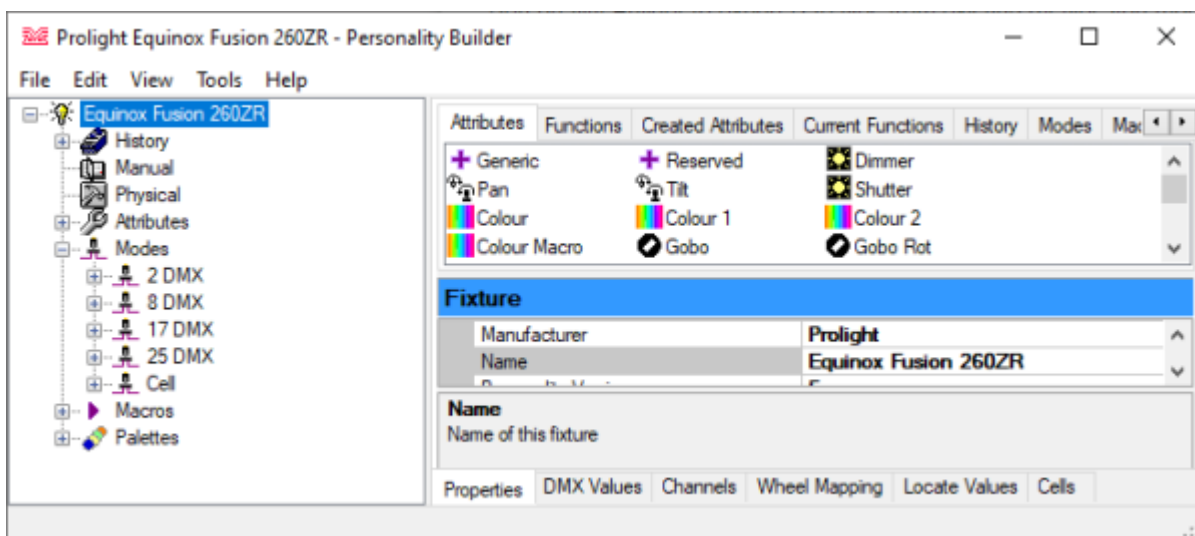 Prolight Equinox Fusion 260ZR - Personality Builder
File Edit View Tools Help
Equinox Fusion 260ZR
History
Manual
Physical
Attributes
Modes
2 DMX
8 DMX
17 DMX
25 DMX
Cell
Macros
Palettes
Attributes Functions Created Attributes Current Functions History Modes
Generic Reserved Dimmer
Pan Tilt Shutter
Colour Colour 1 Colour 2
Colour Macro Gobo Gobo Rot
Fixture
Manufacturer Prolight
Name Equinox Fusion 260ZR
Name
Name of this fixture
Properties DMX Values Channels Wheel Mapping Locate Values Cells